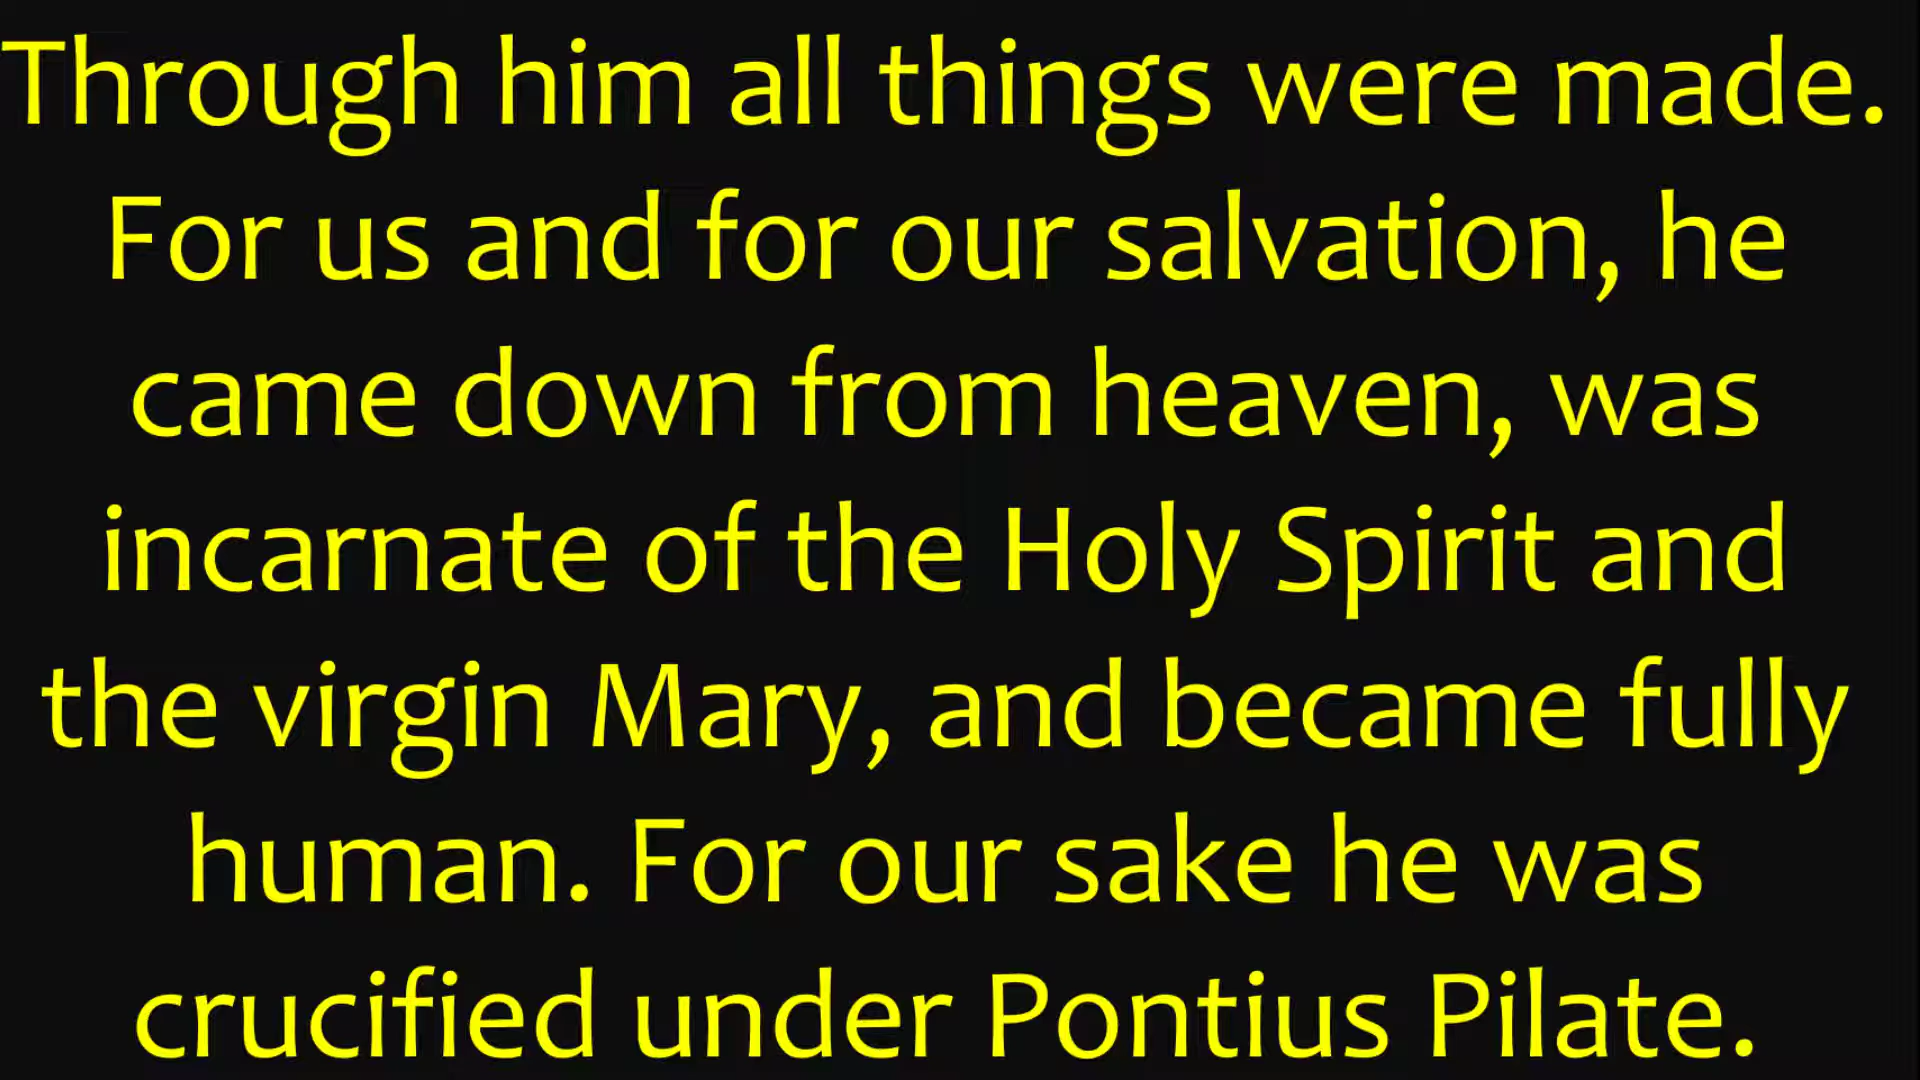 Through him all things were made.
For us and for our salvation, he
came down from heaven, was
incarnate of the Holy Spirit and
the virgin Mary, and became fully
human. For our sake he was
crucified under Pontius Pilate.